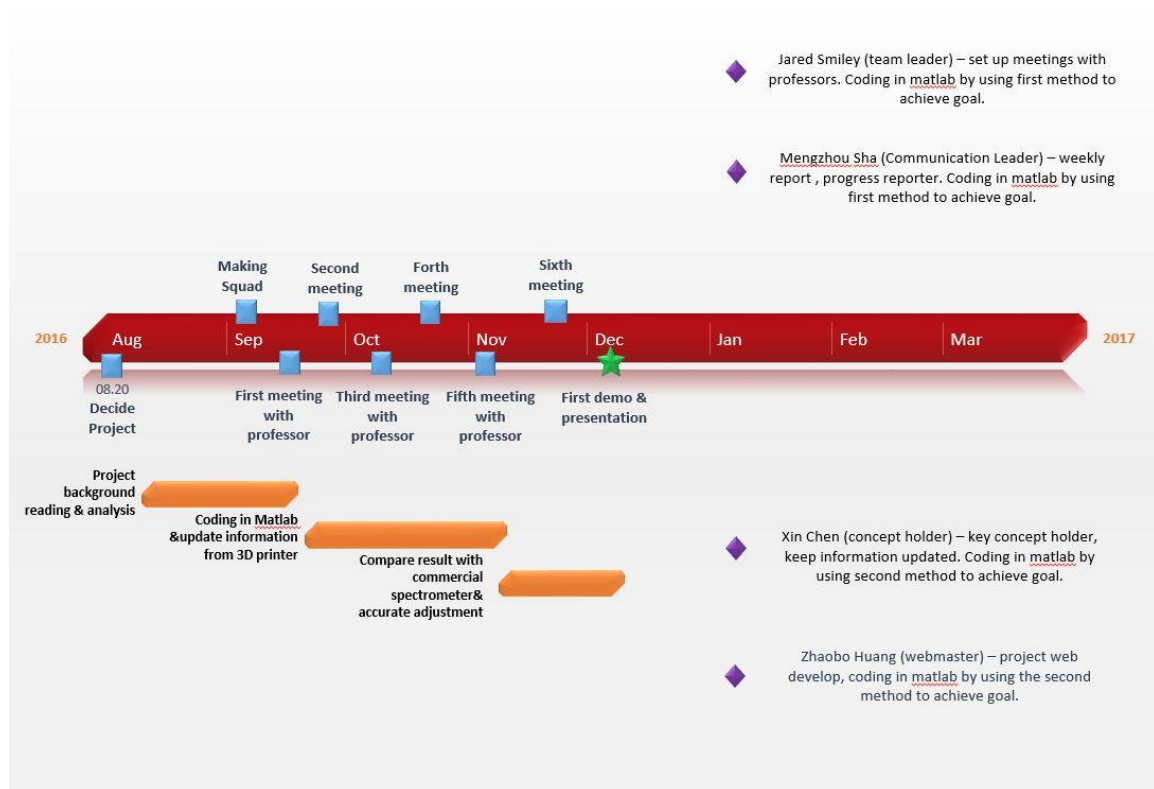 Jared Smiley (team leader) – set up meetings with
professors. Coding in matlab by using first method to
achieve goal.
Mengzhou Sha (Communication Leader) – weekly
report , progress reporter. Coding in matlab by using
first method to achieve goal.
Making
Squad
Second
meeting
Forth
meeting
Sixth
meeting
2016
Aug
Sep
Oct
Nov
Dec
Jan
Feb
Mar
2017
08.20
Decide
Project
First meeting
with
professor
Third meeting
with
professor
Fifth meeting
with
professor
First demo &
presentation
Project
background
reading & analysis
Coding in Matlab
&update information
from 3D printer
Compare result with
commercial
spectrometer&
accurate adjustment
Xin Chen (concept holder) – key concept holder,
keep information updated. Coding in matlab by
using second method to achieve goal.
Zhaobo Huang (webmaster) – project web
develop, coding in matlab by using the second
method to achieve goal.